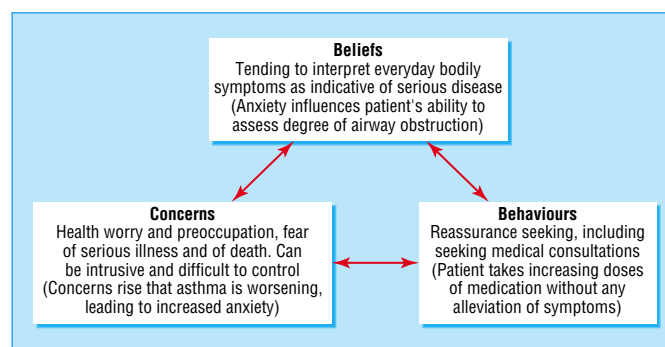 Beliefs
Tending to interpret everyday bodily
symptoms as indicative of serious disease
(Anxiety influences patient's ability to
assess degree of airway obstruction)
Concerns
Health worry and preoccupation, fear
of serious illness and of death. Can
be intrusive and difficult to control
(Concerns rise that asthma is worsening,
leading to increased anxiety)
Behaviours
Reassurance seeking, including
seeking medical consultations
(Patient takes increasing doses
of medication without any
alleviation of symptoms)